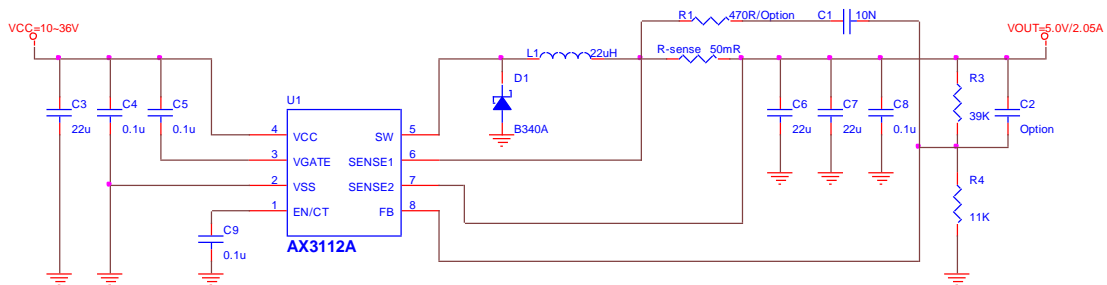 R1 470R/Option C1 10N
VCC=10~36V VOUT=5.0V/2.05A
L1 22uH R-sense 50mR
D1 R3
U1
C3 C4 C5 C6 C7 C8 39K C2
22u 0.1u 0.1u 22u 22u 0.1u Option
B340A
4 VCC SW 5
3 VGATE SENSE1 6
2 VSS SENSE2 7
R4
1 EN/CT FB 8
11K
C9
0.1u
AX3112A